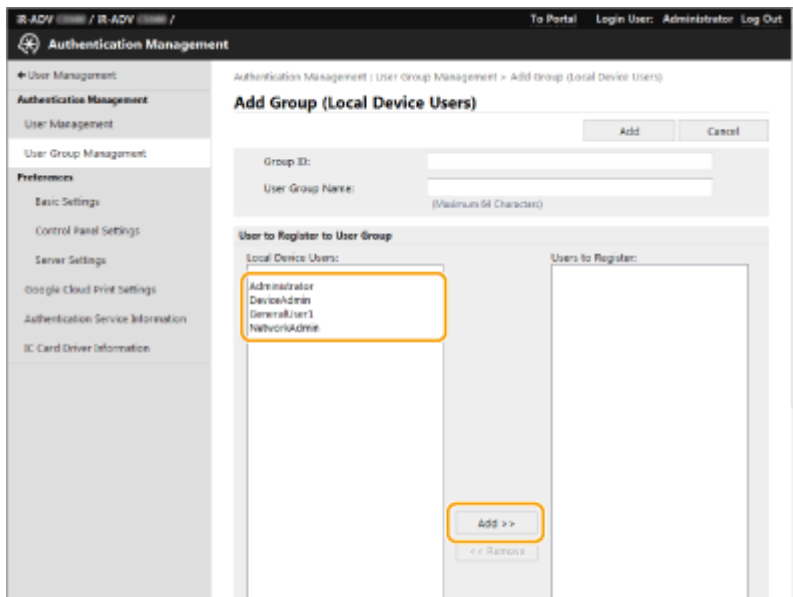 iR-ADV / iR-ADV /
To Portal Login User: Administrator Log Out
Authentication Management
User Management
Authentication Management
User Management
User Group Management
Preferences
Basic Settings
Control Panel Settings
Server Settings
Google Cloud Print Settings
Authentication Service Information
IC Card Driver Information
Authentication Management : User Group Management > Add Group (Local Device Users)
Add Group (Local Device Users)
Add Cancel
Group ID:
User Group Name:
(Maximum 64 Characters)
User to Register to User Group
Local Device Users:
Users to Register:
Administrator
DeviceAdmin
GeneralUser1
NetworkAdmin
Add >>
<< Remove